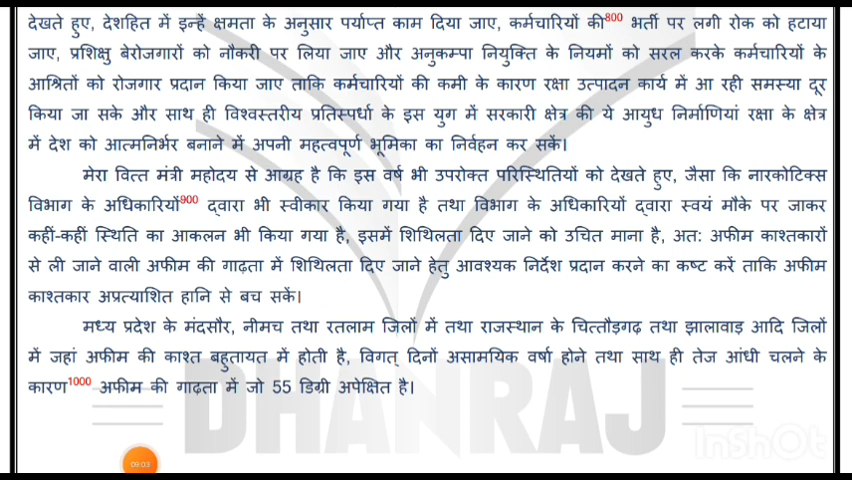 देखते हुए, देशहित में इन्हें क्षमता के अनुसार पर्याप्त काम दिया जाए, कर्मचारियों की800 भर्ती पर लगी रोक को हटाया
जाए, प्रशिक्षु बेरोजगारों को नौकरी पर लिया जाए और अनुकम्पा नियुक्ति के नियमों को सरल करके कर्मचारियों के
आश्रितों को रोजगार प्रदान किया जाए ताकि कर्मचारियों की कमी के कारण रक्षा उत्पादन कार्य में आ रही समस्या दूर
किया जा सके और साथ ही विश्वस्तरीय प्रतिस्पर्धा के इस युग में सरकारी क्षेत्र की ये आयुध निर्माणियां रक्षा के क्षेत्र
में देश को आत्मनिर्भर बनाने में अपनी महत्वपूर्ण भूमिका का निर्वहन कर सकें।
मेरा वित्त मंत्री महोदय से आग्रह है कि इस वर्ष भी उपरोक्त परिस्थितियों को देखते हुए, जैसा कि नारकोटिक्स
विभाग के अधिकारियों900 द्वारा भी स्वीकार किया गया है तथा विभाग के अधिकारियों द्वारा स्वयं मौके पर जाकर
कहीं-कहीं स्थिति का आकलन भी किया गया है, इसमें शिथिलता दिए जाने को उचित माना है, अत: अफीम काश्तकारों
से ली जाने वाली अफीम की गाढ़ता में शिथिलता दिए जाने हेतु आवश्यक निर्देश प्रदान करने का कष्ट करें ताकि अफीम
काश्तकार अप्रत्याशित हानि से बच सकें।
मध्य प्रदेश के मंदसौर, नीमच तथा रतलाम जिलों में तथा राजस्थान के चित्तौड़गढ़ तथा झालावाड़ आदि जिलों
में जहां अफीम की काश्त बहुतायत में होती है, विगत् दिनों असामयिक वर्षा होने तथा साथ ही तेज आंधी चलने के
कारण1000 अफीम की गाढ़ता में जो 55 डिग्री अपेक्षित है।
DHANRAJ
InShOt
09:03